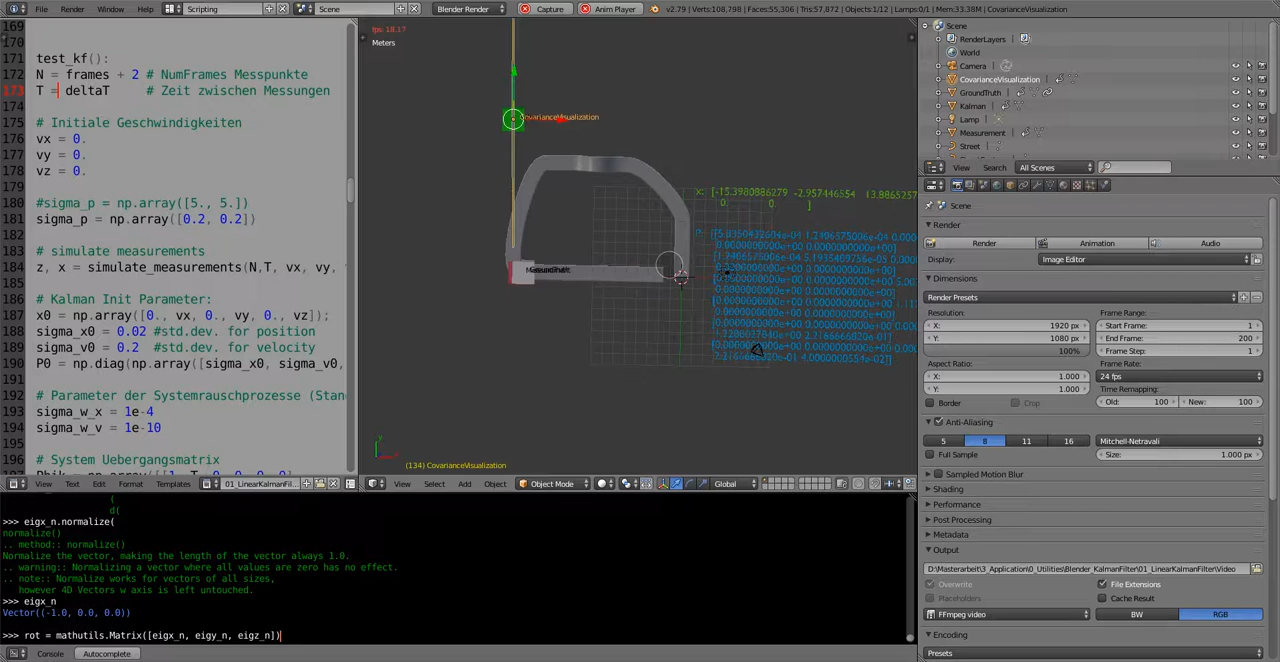 File Render Window Help Scripting Scene Blender Render Capture Anim Player v2.79 | Verts:108,798 | Faces:55,306 | Tris:57,872 | Objects:1/12 | Lamps:0/1 | Mem:33.38M | CovarianceVisualization
169
170
171 test_kf():
172 N = frames + 2 # NumFrames Messpunkte
173 T = deltaT # Zeit zwischen Messungen
174
175 # Initiale Geschwindigkeiten
176 vx = 0.
177 vy = 0.
178 vz = 0.
179
180 #sigma_p = np.array([5., 5.])
181 sigma_p = np.array([0.2, 0.2])
182
183 # simulate measurements
184 z, x = simulate_measurements(N,T, vx, vy,
185
186 # Kalman Init Parameter:
187 x0 = np.array([0., vx, 0., vy, 0., vz]);
188 sigma_x0 = 0.02 #std.dev. for position
189 sigma_v0 = 0.2 #std.dev. for velocity
190 P0 = np.diag(np.array([sigma_x0, sigma_v0,
191
192 # Parameter der Systemrauschprozesse (Stan
193 sigma_w_x = 1e-4
194 sigma_w_v = 1e-10
195
196 # System Uebergangsmatrix
View Text Edit Format Templates 01_LinearKalmanFil...
fps 18.17
Meters
CovarianceVisualization
x: [-15.3980886279 -2.957446554
0. 0. ]
(134) CovarianceVisualization
View Select Add Object Object Mode Global
>>> eigx_n.normalize(
normalize()
.. method:: normalize()
Normalize the vector, making the length of the vector always 1.0.
.. warning:: Normalizing a vector where all values are zero has no effect.
.. note:: Normalize works for vectors of all sizes,
however 4D Vectors w axis is left untouched.
>>> eigx_n
Vector((-1.0, 0.0, 0.0))
>>> rot = mathutils.Matrix([eigx_n, eigy_n, eigz_n])
Console Autocomplete
Scene
RenderLayers
World
Camera
CovarianceVisualization
GroundTruth
Kalman
Lamp
Measurement
Street
View Search All Scenes
Scene
Render
Render Animation Audio
Display: Image Editor
Dimensions
Render Presets
Resolution: Frame Range:
X: 1920 px Start Frame: 1
Y: 1080 px End Frame: 200
100% Frame Step: 1
Aspect Ratio: Frame Rate:
X: 1.000 24 fps
Y: 1.000 Time Remapping:
Border Crop Old: 100 New: 100
Anti-Aliasing
5 8 11 16 Mitchell-Netravali
Full Sample Size: 1.000 px
Sampled Motion Blur
Shading
Performance
Post Processing
Metadata
Output
D:\Masterarbeit\3_Application\0_Utilities\Blender_KalmanFilter\01_LinearKalmanFilter\Video
Overwrite File Extensions
Placeholders Cache Result
FFmpeg video BW RGB
Encoding
Presets